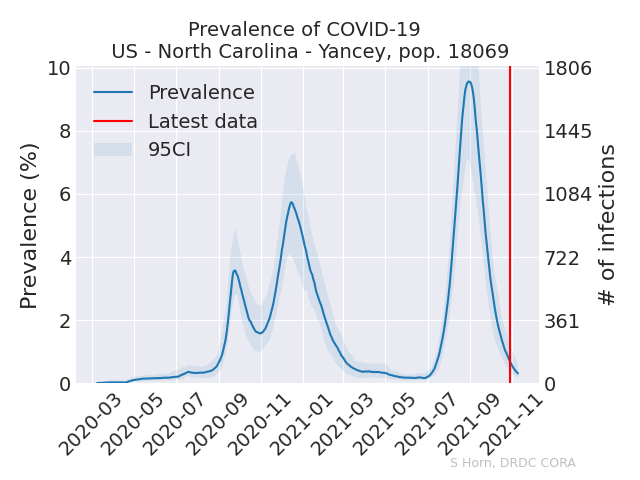 Prevalence of COVID-19
US - North Carolina - Yancey, pop. 18069
Prevalence
Latest data
95CI
Prevalence (%)
10
8
6
4
2
0
1806
1445
1084
722
361
0
# of infections
2020-03
2020-05
2020-07
2020-09
2020-11
2021-01
2021-03
2021-05
2021-07
2021-09
2021-11
S Horn, DRDC CORA